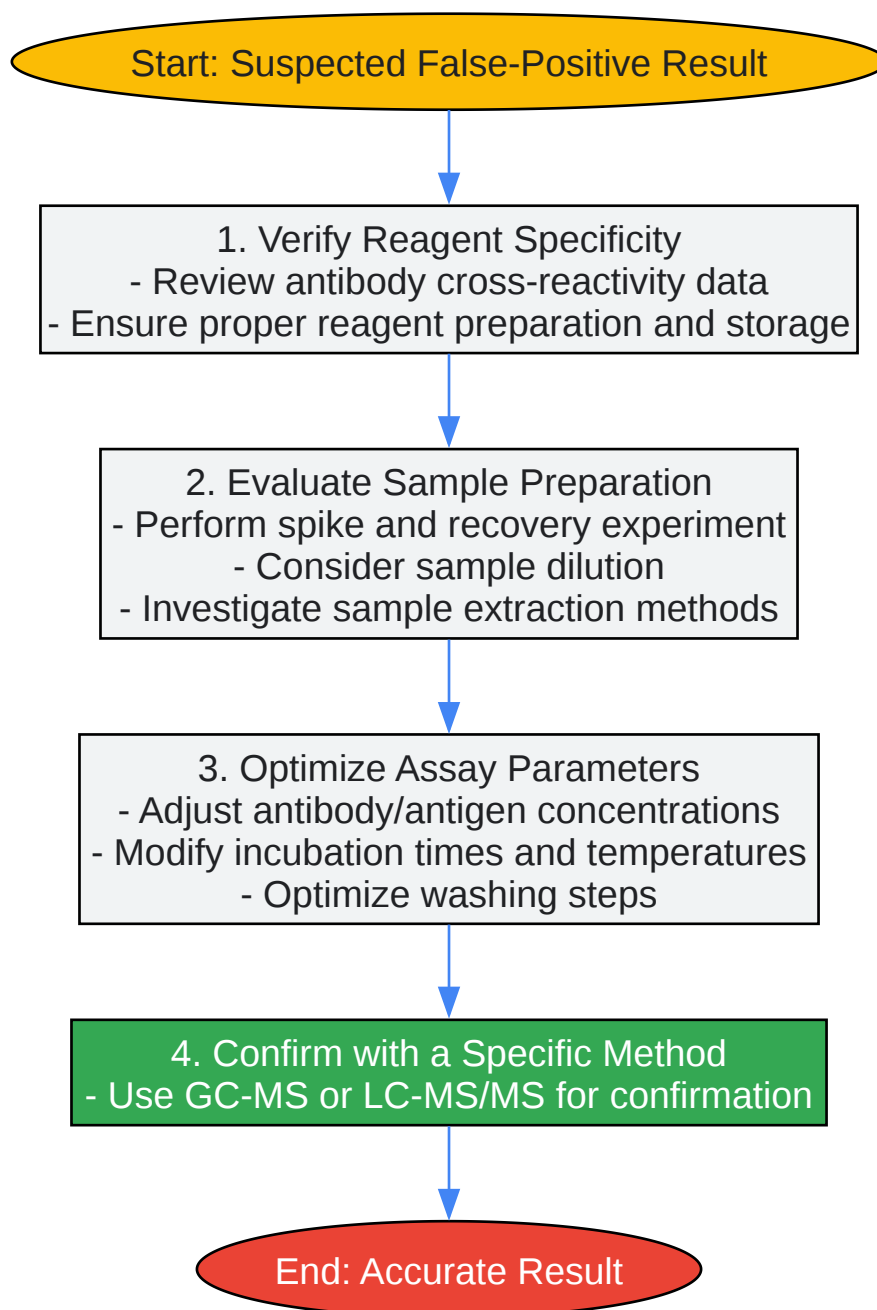 Start: Suspected False-Positive Result
1. Verify Reagent Specificity
- Review antibody cross-reactivity data
- Ensure proper reagent preparation and storage
2. Evaluate Sample Preparation
- Perform spike and recovery experiment
- Consider sample dilution
- Investigate sample extraction methods
3. Optimize Assay Parameters
- Adjust antibody/antigen concentrations
- Modify incubation times and temperatures
- Optimize washing steps
4. Confirm with a Specific Method
- Use GC-MS or LC-MS/MS for confirmation
End: Accurate Result